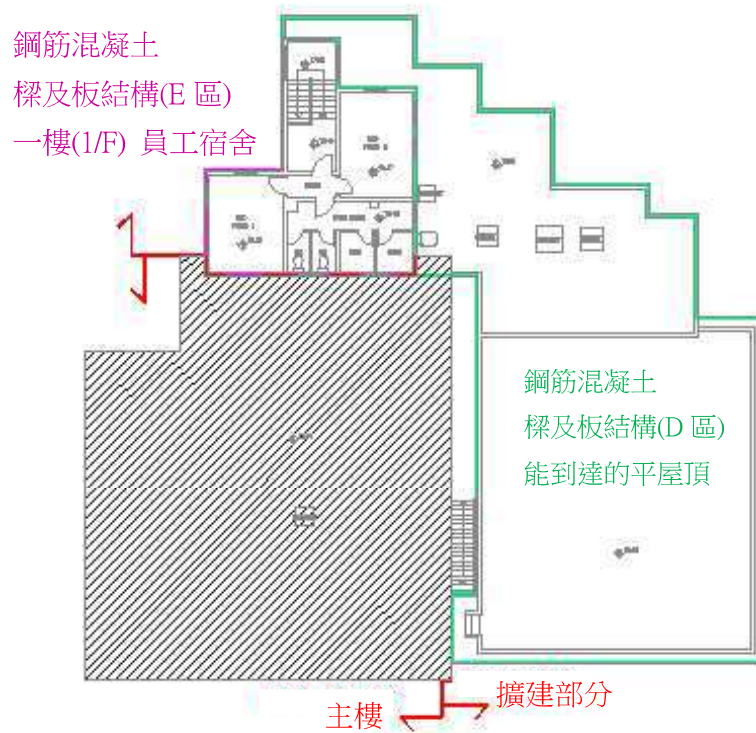 鋼筋混凝土
樑及板結構(E 區)
一樓(1/F) 員工宿舍
鋼筋混凝土
樑及板結構(D 區)
能到達的平屋頂
主樓
擴建部分